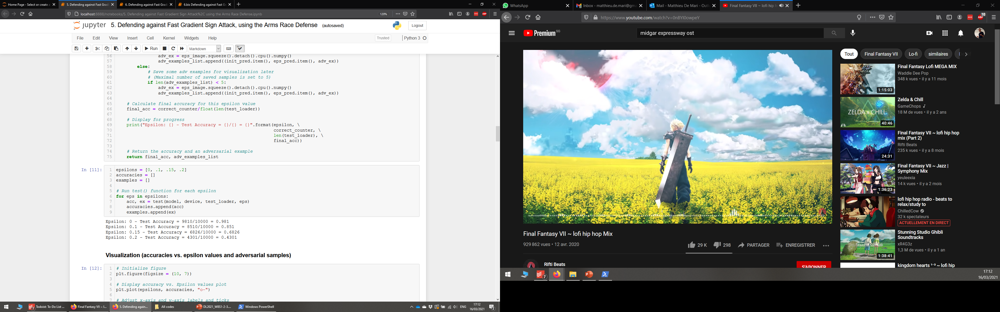 Home Page - Select or create a
5. Defending against Fast Grad
6. Defending against Fast Grad
6.bis Defending against Fast Gr
localhost:8888/notebooks/5. Defending against Fast Gradient Sign Attack%2C using the Arms Race Defense.ipynb
120%
jupyter 5. Defending against Fast Gradient Sign Attack, using the Arms Race Defense (autosaved)
Logout
File Edit View Insert Cell Kernel Widgets Help
Trusted
Python 3
Run
Markdown
56 adv_ex = eps_image.squeeze().detach().cpu().numpy()
57 adv_examples_list.append((init_pred.item(), eps_pred.item(), adv_ex))
58 else:
59 # Save some adv examples for visualization later
60 # (Maximal number of saved samples is set to 5)
61 if len(adv_examples_list) < 5:
62 adv_ex = eps_image.squeeze().detach().cpu().numpy()
63 adv_examples_list.append((init_pred.item(), eps_pred.item(), adv_ex))
64
65 # Calculate final accuracy for this epsilon value
66 final_acc = correct_counter/float(len(test_loader))
67
68 # Display for progress
69 print("Epsilon: {} - Test Accuracy = {}/{} = {}".format(epsilon, \
70 correct_counter, \
71 len(test_loader), \
72 final_acc))
73
74 # Return the accuracy and an adversarial example
75 return final_acc, adv_examples_list
In [11]:
1 epsilons = [0, .1, .15, .2]
2 accuracies = []
3 examples = []
4
5 # Run test() function for each epsilon
6 for eps in epsilons:
7 acc, ex = test(model, device, test_loader, eps)
8 accuracies.append(acc)
9 examples.append(ex)
Epsilon: 0 - Test Accuracy = 9810/10000 = 0.981
Epsilon: 0.1 - Test Accuracy = 8510/10000 = 0.851
Epsilon: 0.15 - Test Accuracy = 6826/10000 = 0.6826
Epsilon: 0.2 - Test Accuracy = 4301/10000 = 0.4301
Visualization (accuracies vs. epsilon values and adversarial samples)
In [12]:
1 # Initialize figure
2 plt.figure(figsize = (10, 7))
3
4 # Display accuracy vs. Epsilon values plot
5 plt.plot(epsilons, accuracies, "o-")
6
7 # Adjust x-axis and y-axis labels and ticks
7
Todoist: To-Do List ...
Final Fantasy VII ~ l...
5. Defending again...
All codes
DL2021_W8S1-2-3....
Windows PowerShell
ENG
17:12
16/03/2021
2
WhatsApp
Inbox - matthieu.de.mari@gma
Mail - Matthieu De Mari - Outl
Final Fantasy VII ~ lofi hip h
https://www.youtube.com/watch?v=0nBYI0owpeY
ABP
10
Premium SG
midgar expressway ost
Final Fantasy VII ~ lofi hip hop Mix
929 862 vues • 12 avr. 2020
29 K
298
PARTAGER
ENREGISTRER
Rifti Beats
S'ABONNER
Tout
Final Fantasy VII
Lo-fi
similaires
Final Fantasy Lofi MEGA MIX
Waddle Dee Pop
348 k vues • il y a 11 mois
1:15:03
Zelda & Chill
GameChops
18 M de vues • il y a 2 ans
ZELDA & CHILL
40:46
Final Fantasy VII ~ lofi hip hop
mix (Part 2)
Rifti Beats
235 k vues • il y a 8 mois
24:31
Final Fantasy VII ~ Jazz |
Symphony Mix
yeuleexia
14 k vues • il y a 2 mois
1:36:23
lofi hip hop radio - beats to
relax/study to
ChilledCow
32 k spectateurs
ACTUELLEMENT EN DIRECT
Stunning Studio Ghibli
Soundtracks
xR4G3z
1,3 M de vues • il y a 1 an
Studio Ghibli
1:38:41
kingdom hearts ¹⁻³ ~ lofi hip
7
17:12
16/03/2021